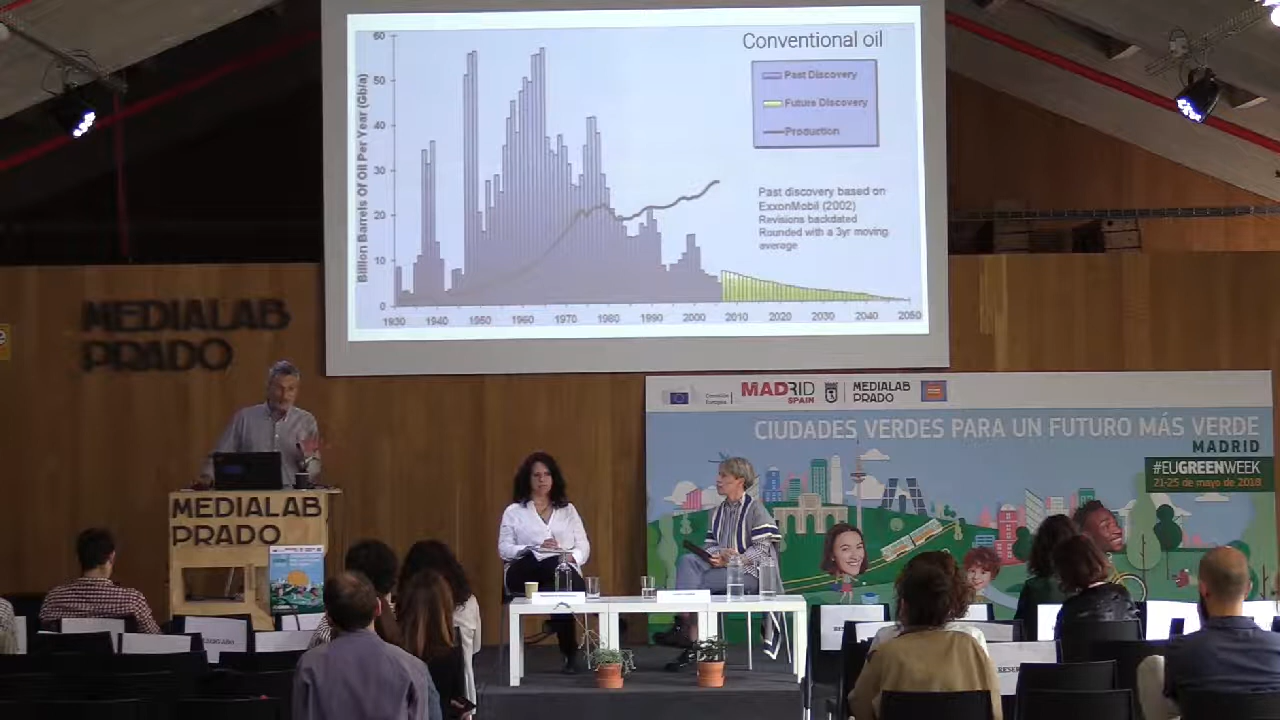 Conventional oil
Past Discovery
Future Discovery
Production
Past discovery based on
ExxonMobil (2002)
Revisions backdated
Rounded with a 3yr moving
average
Billion Barrels Of Oil Per Year (Gb/a)
60
50
40
30
20
10
0
1930 1940 1950 1960 1970 1980 1990 2000 2010 2020 2030 2040 2050
MEDIALAB
PRADO
MEDIALAB
PRADO
Comisión
Europea
MADRID
SPAIN
MEDIALAB
PRADO
CIUDADES VERDES PARA UN FUTURO MÁS VERDE
MADRID
#EUGREENWEEK
21-25 de mayo de 2018